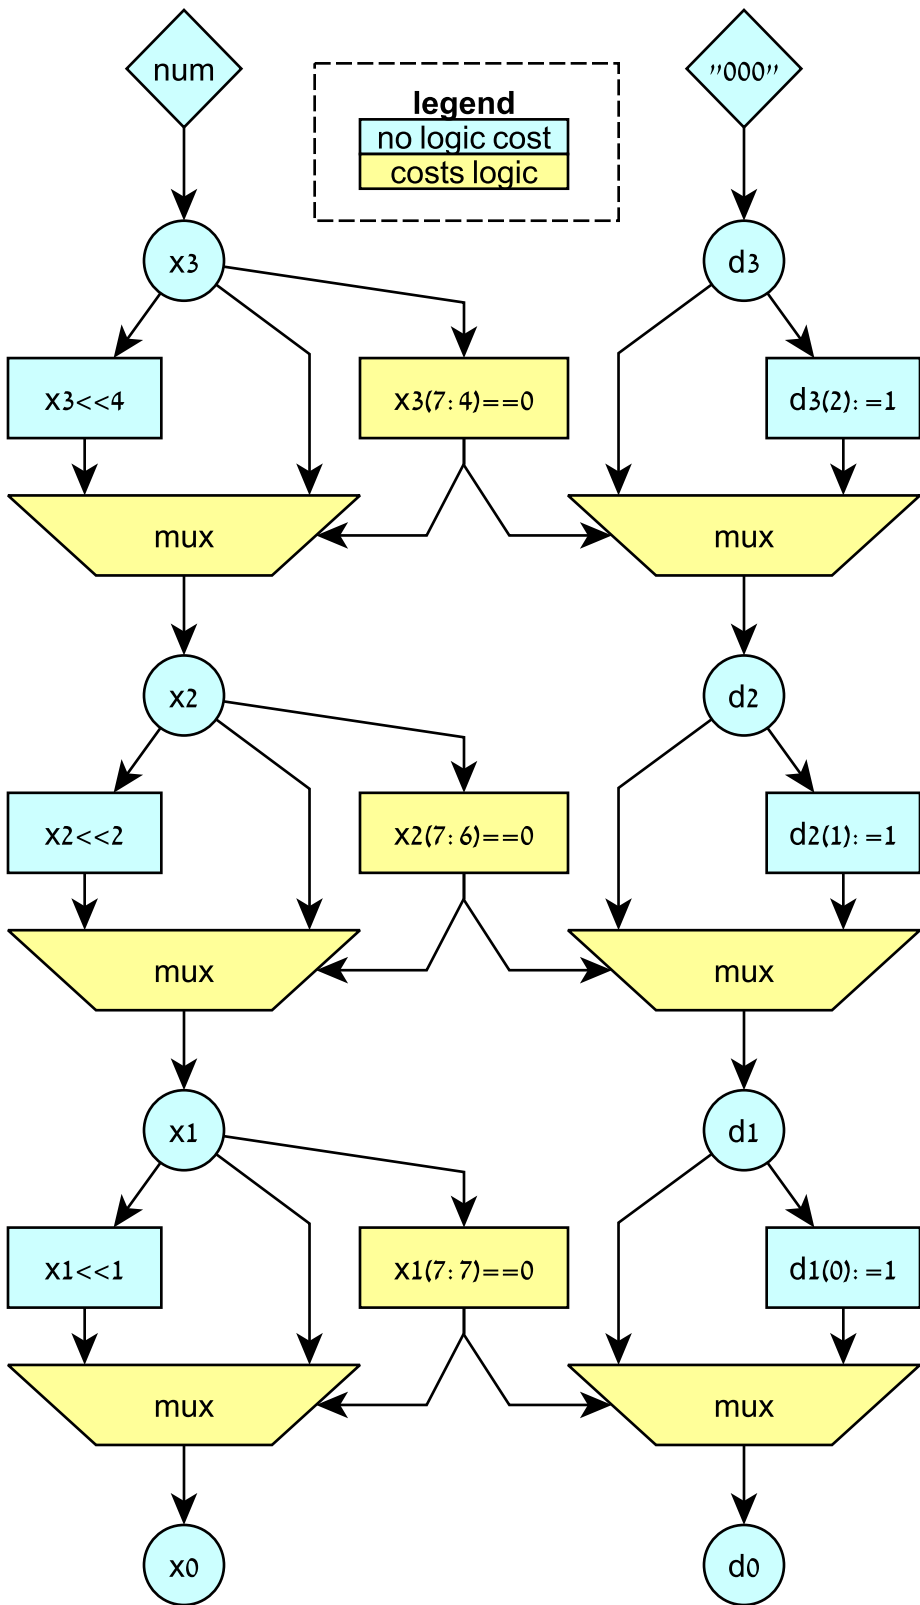 num
"000"
legend
no logic cost
costs logic
x3
d3
x3<<4
x3(7:4)==0
d3(2):=1
mux
mux
x2
d2
x2<<2
x2(7:6)==0
d2(1):=1
mux
mux
x1
d1
x1<<1
x1(7:7)==0
d1(0):=1
mux
mux
x0
d0